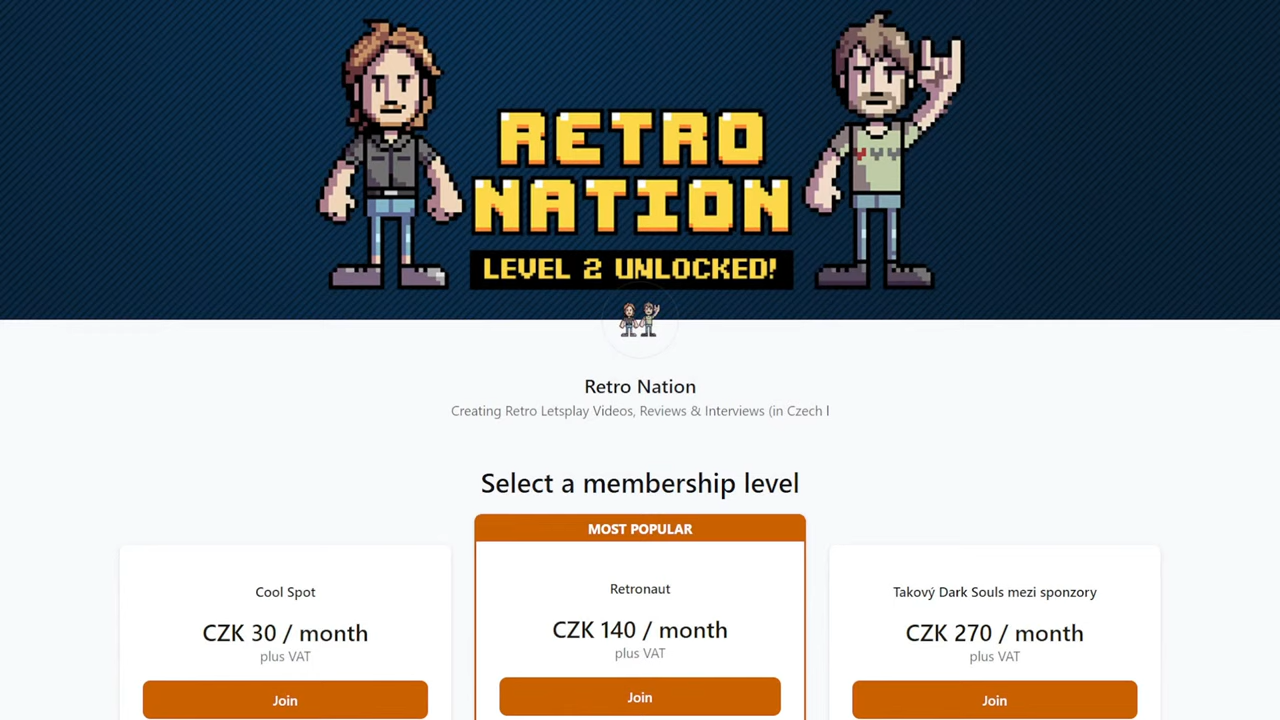 RETRO
NATION
LEVEL 2 UNLOCKED!
Retro Nation
Creating Retro Letsplay Videos, Reviews & Interviews (in Czech l
Select a membership level
MOST POPULAR
Cool Spot
CZK 30 / month
plus VAT
Join
Retronaut
CZK 140 / month
plus VAT
Join
Takový Dark Souls mezi sponzory
CZK 270 / month
plus VAT
Join